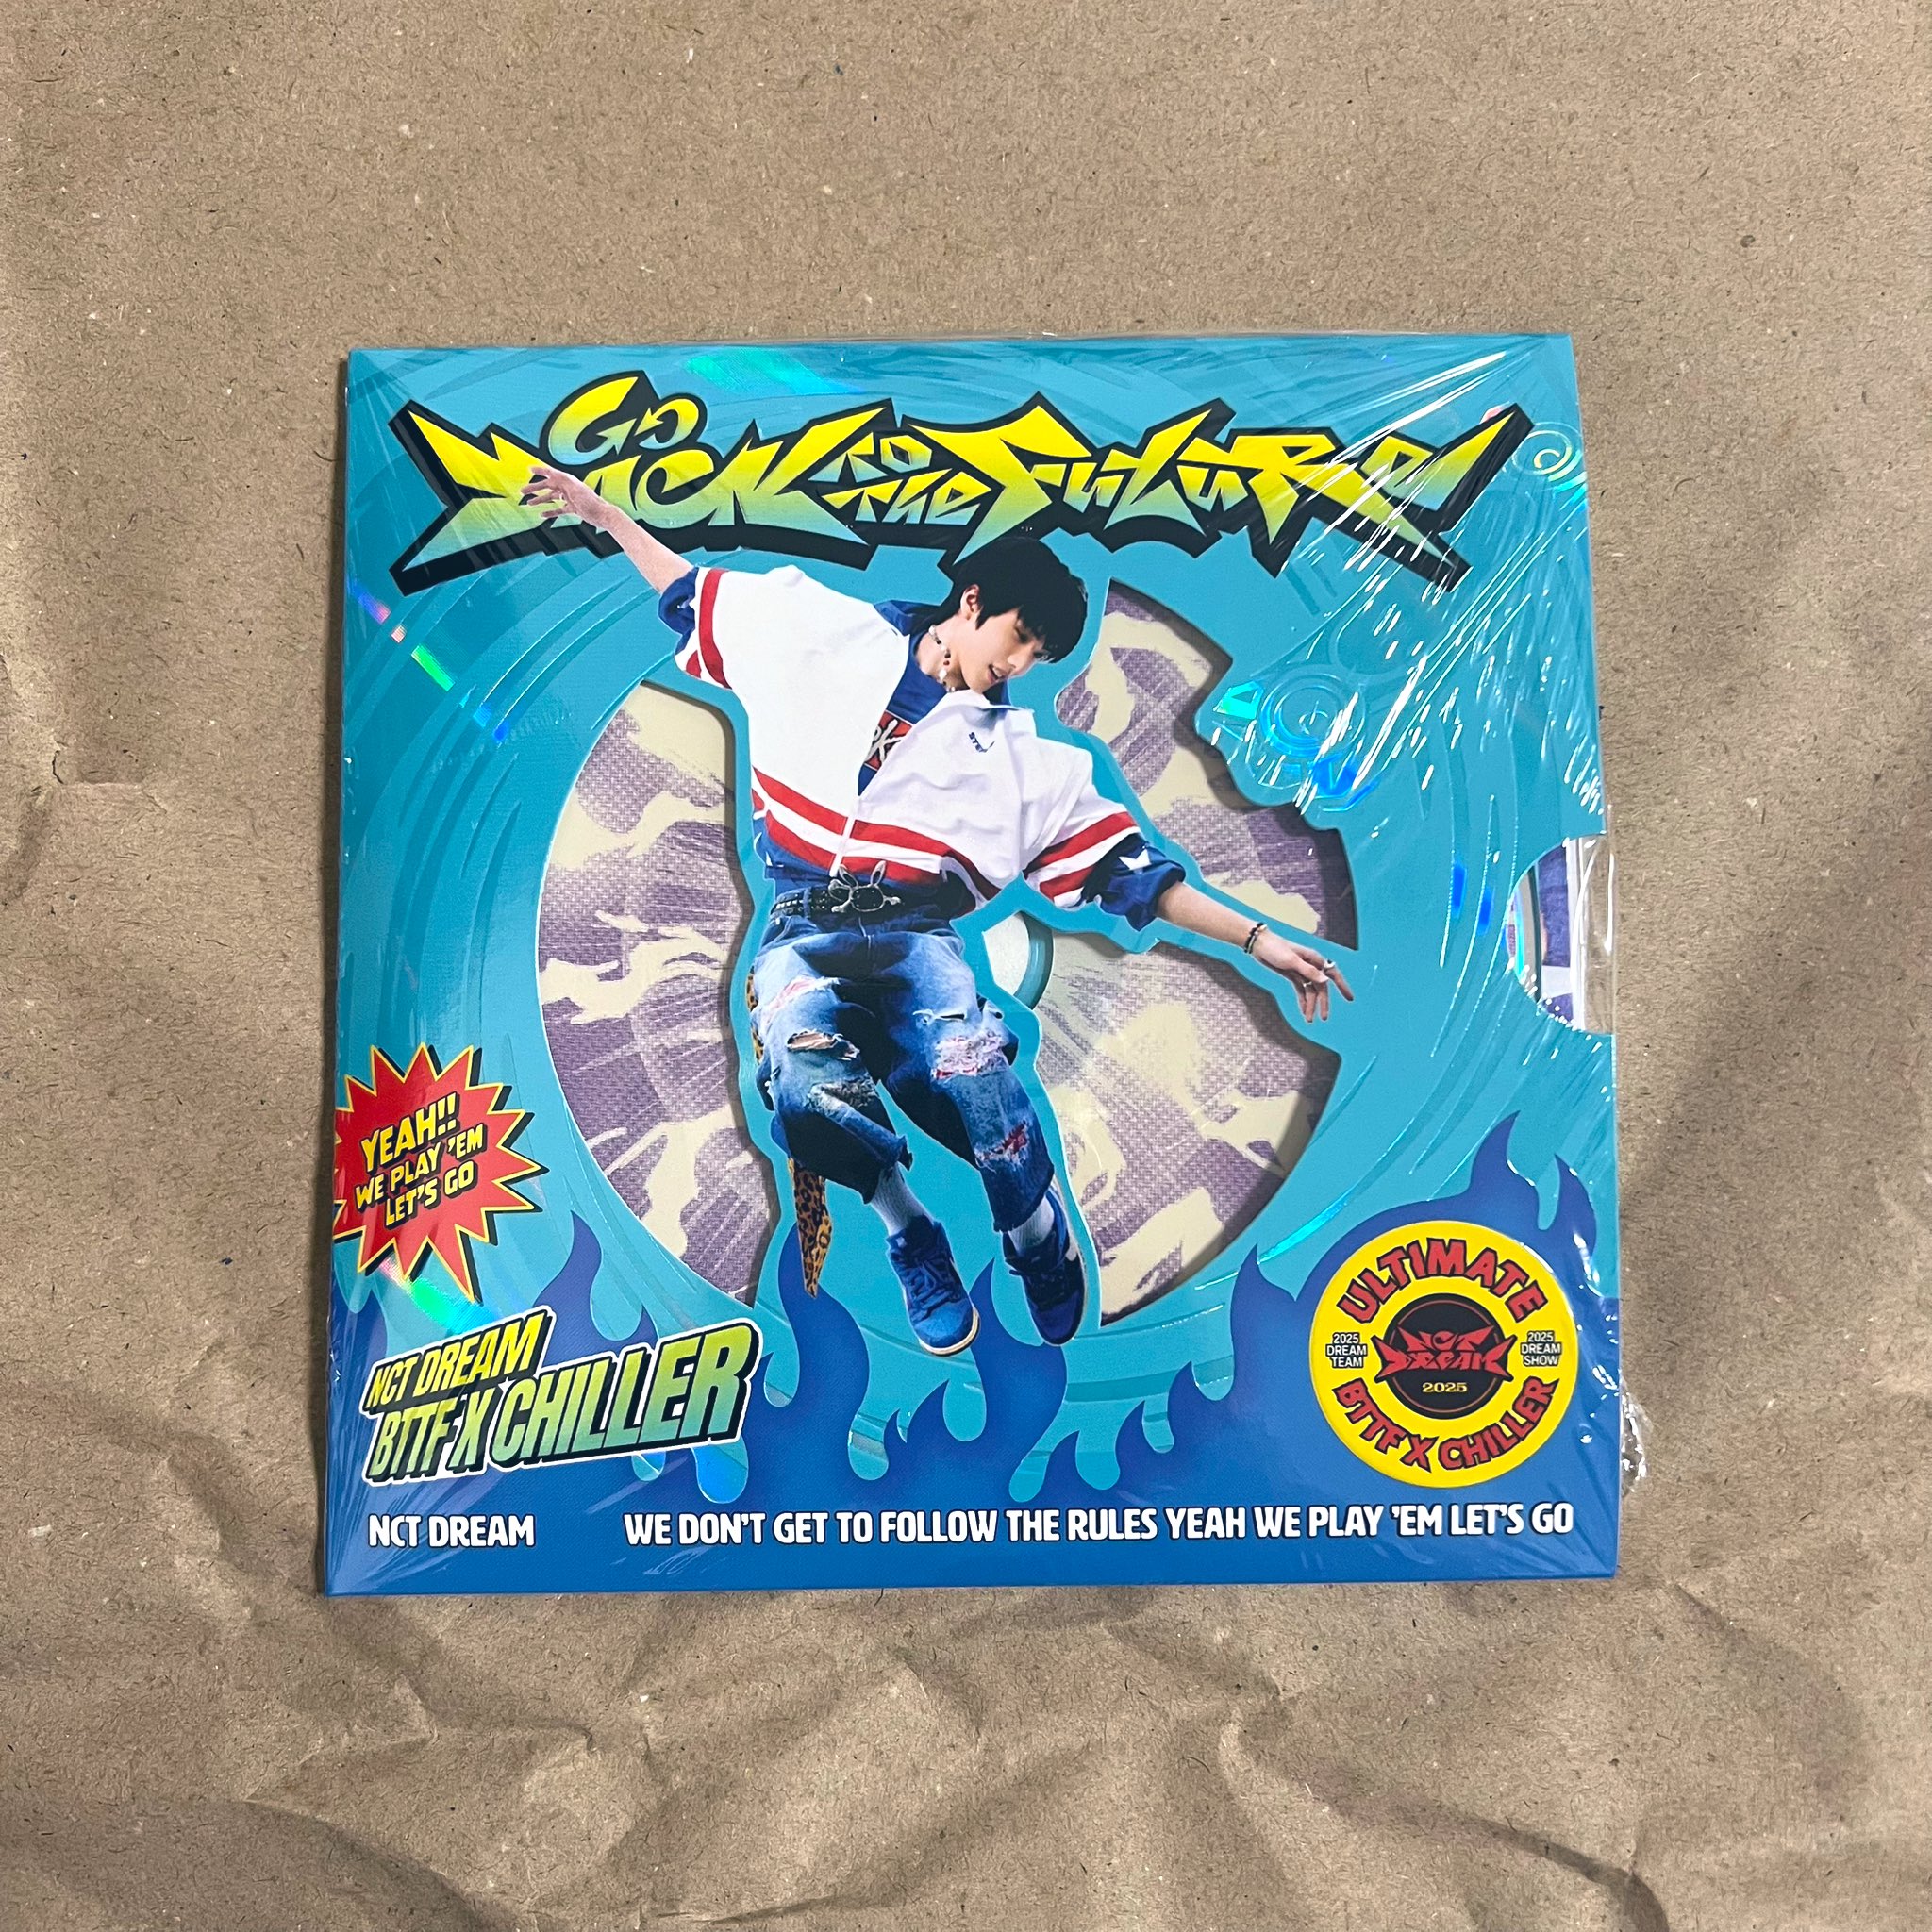 Go
BACK TO THE FUTURE
YEAH!!
WE PLAY 'EM
LET'S GO
NCT DREAM
BTTF X CHILLER
ULTIMATE
2025
DREAM
TEAM
NCT
DREAM
2025
2025
DREAM
SHOW
BTTF X CHILLER
NCT DREAM
WE DON'T GET TO FOLLOW THE RULES YEAH WE PLAY 'EM LET'S GO